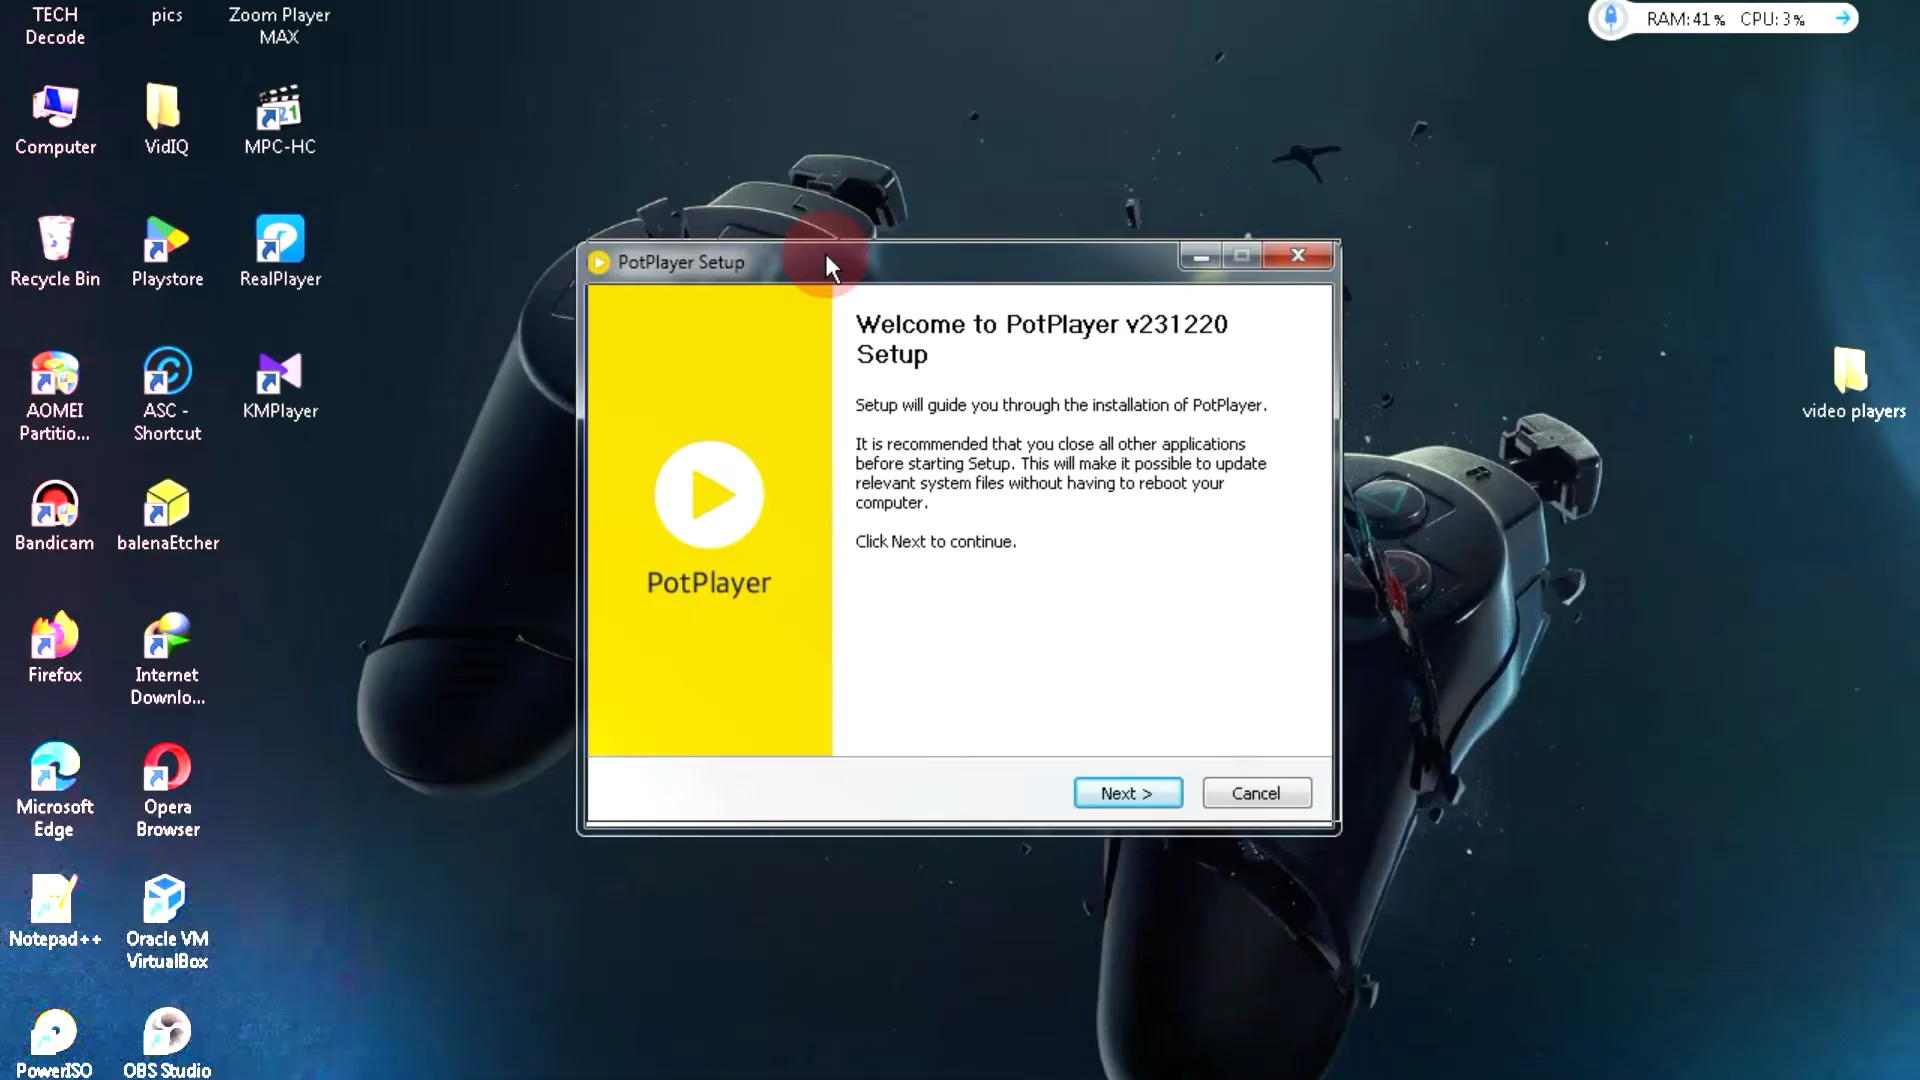 TECH
Decode
pics
Zoom Player
MAX
RAM:41% CPU:3%
Computer
VidIQ
MPC-HC
21
Recycle Bin
Playstore
RealPlayer
AOMEI
Partitio...
ASC -
Shortcut
KMPlayer
Bandicam
balenaEtcher
Firefox
Internet
Downlo...
Microsoft
Edge
Opera
Browser
Notepad++
Oracle VM
VirtualBox
PowerISO
OBS Studio
PotPlayer Setup
PotPlayer
Welcome to PotPlayer v231220
Setup
Setup will guide you through the installation of PotPlayer.
It is recommended that you close all other applications
before starting Setup. This will make it possible to update
relevant system files without having to reboot your
computer.
Click Next to continue.
Next >
Cancel
video players